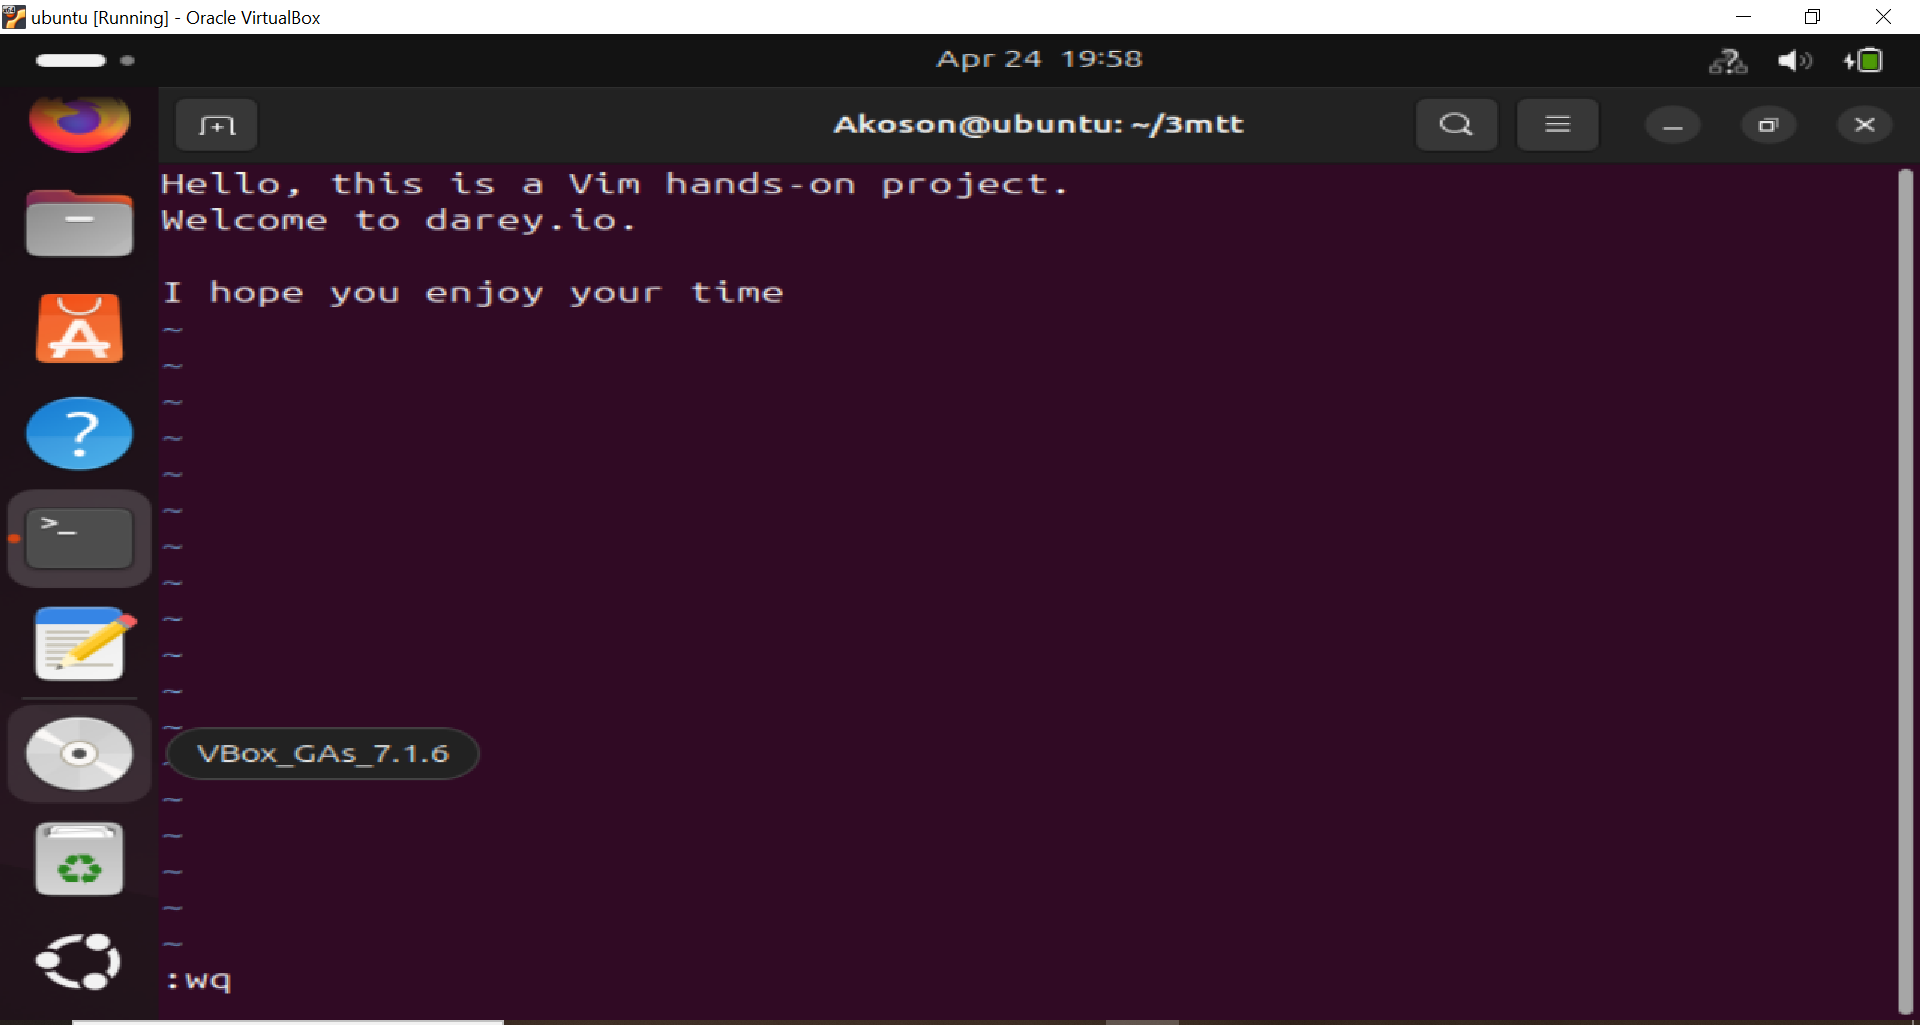 ubuntu [Running] - Oracle VirtualBox
Apr 24 19:58
Akoson@ubuntu: ~/3mtt
Hello, this is a Vim hands-on project.
Welcome to darey.io.
I hope you enjoy your time
~
~
~
~
~
~
~
~
~
~
~
~
VBox_GAs_7.1.6
~
~
~
~
~
:wq